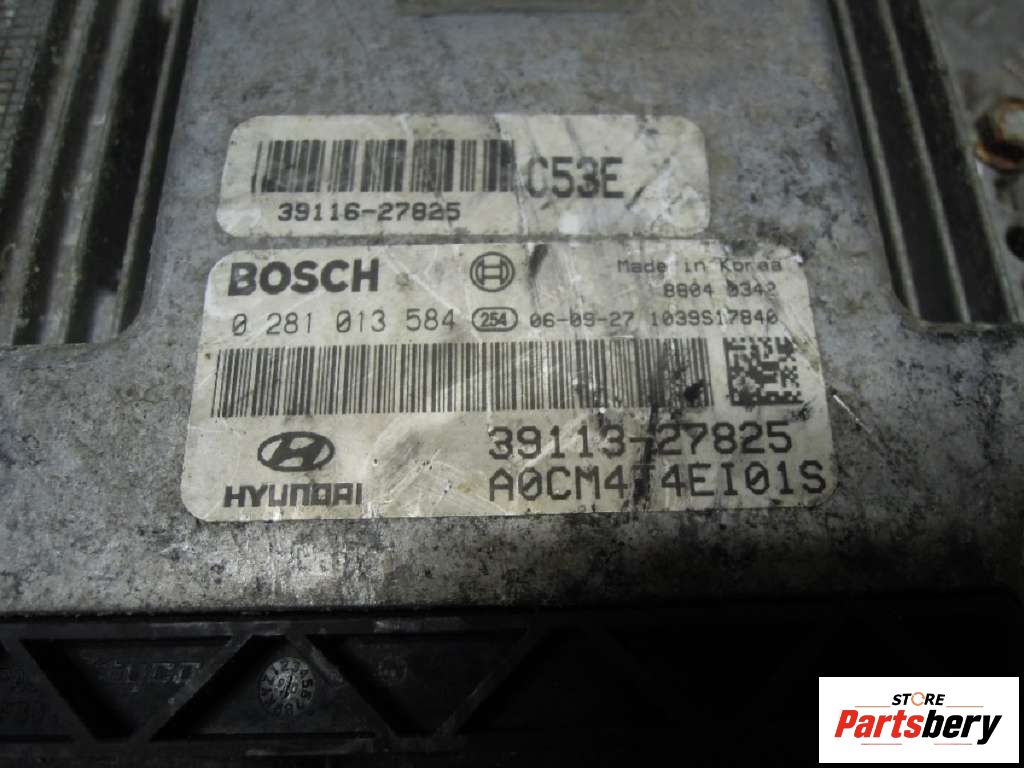 C53E
39116-27825
BOSCH
Made in Korea
8804 0342
0 281 013 584 254 06-09-27 1039S17840
39113-27825
HYUNDAI
STORE
Partsbery